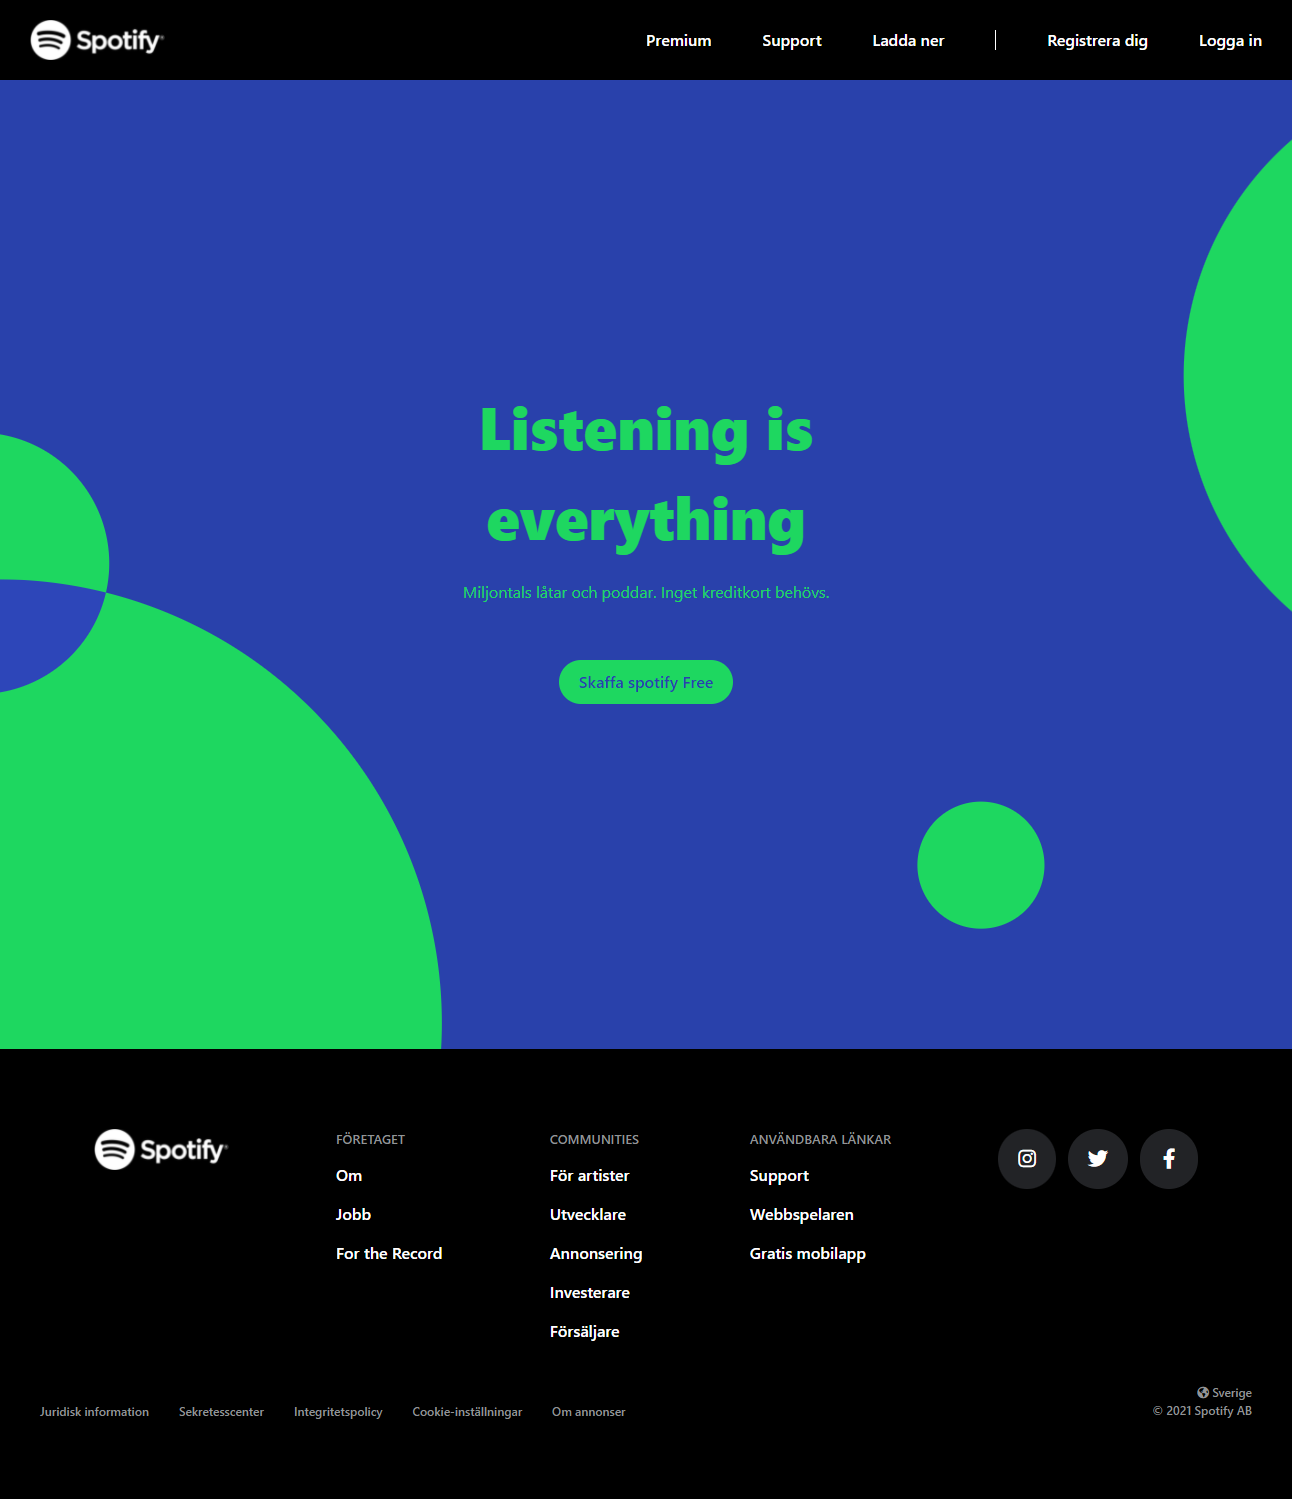 Spotify
Premium
Support
Ladda ner
Registrera dig
Logga in
Listening is
everything
Miljontals låtar och poddar. Inget kreditkort behövs.
Skaffa spotify Free
Spotify
FÖRETAGET
Om
Jobb
For the Record
COMMUNITIES
För artister
Utvecklare
Annonsering
Investerare
Försäljare
ANVÄNDBARA LÄNKAR
Support
Webbspelaren
Gratis mobilapp
Juridisk information
Sekretesscenter
Integritetspolicy
Cookie-inställningar
Om annonser
Sverige
© 2021 Spotify AB